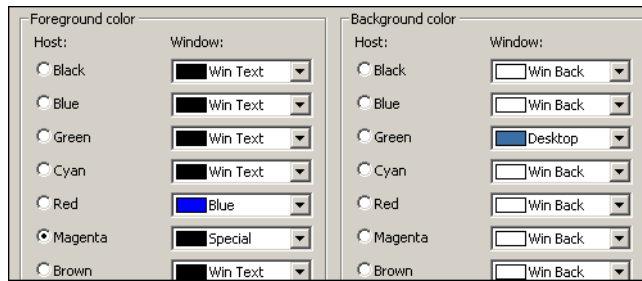 Foreground color
Host: Window:
Black Win Text
Blue Win Text
Green Win Text
Cyan Win Text
Red Blue
Magenta Special
Brown Win Text
Background color
Host: Window:
Black Win Back
Blue Win Back
Green Desktop
Cyan Win Back
Red Win Back
Magenta Win Back
Brown Win Back